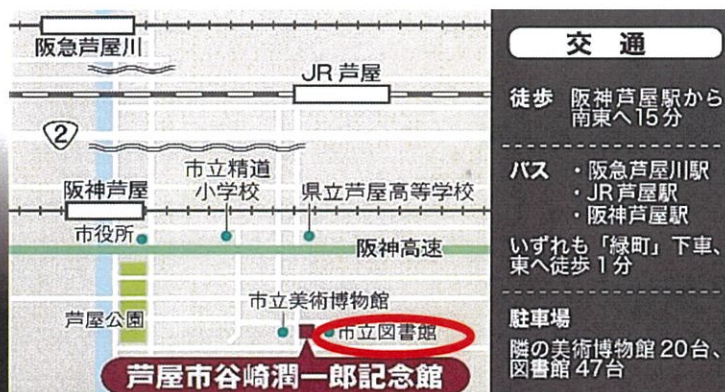 阪急芦屋川
JR 芦屋
2
市立精道
小学校
県立芦屋高等学校
阪神芦屋
市役所
阪神高速
芦屋公園
市立美術博物館
市立図書館
芦屋市谷崎潤一郎記念館
交通
徒歩 阪神芦屋駅から
南東へ15分
バス ・阪急芦屋川駅
・JR芦屋駅
・阪神芦屋駅
いずれも「緑町」下車、
東へ徒歩1分
駐車場
隣の美術博物館20台、
図書館47台